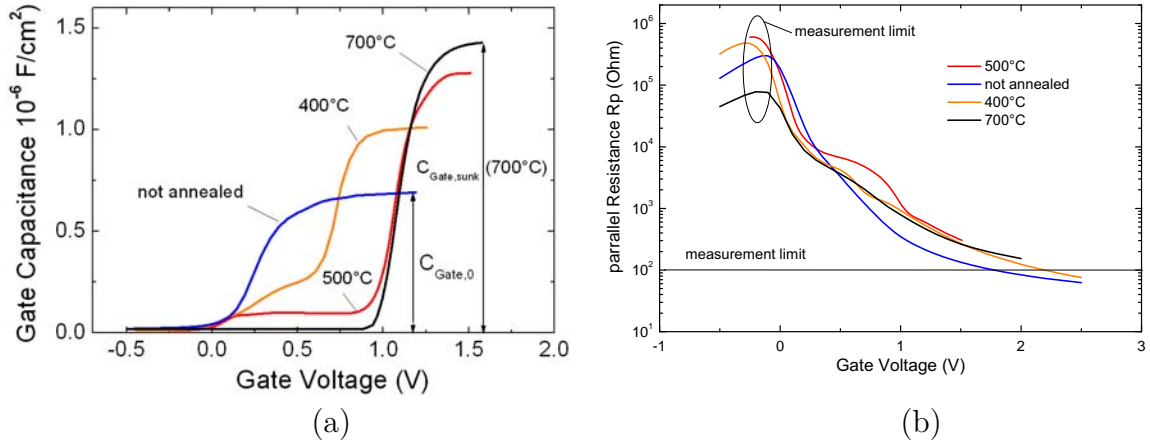 1.5
1.0
0.5
0.0
-0.5
0.0
0.5
1.0
1.5
2.0
Gate Capacitance 10⁻⁶ F/cm²
Gate Voltage (V)
700°C
400°C
C_Gate,sunk (700°C)
not annealed
500°C
C_Gate,0
(a)
10⁶
10⁵
10⁴
10³
10²
10¹
-1
0
1
2
3
parrallel Resistance Rp (Ohm)
Gate Voltage (V)
measurement limit
500°C
not annealed
400°C
700°C
measurement limit
(b)